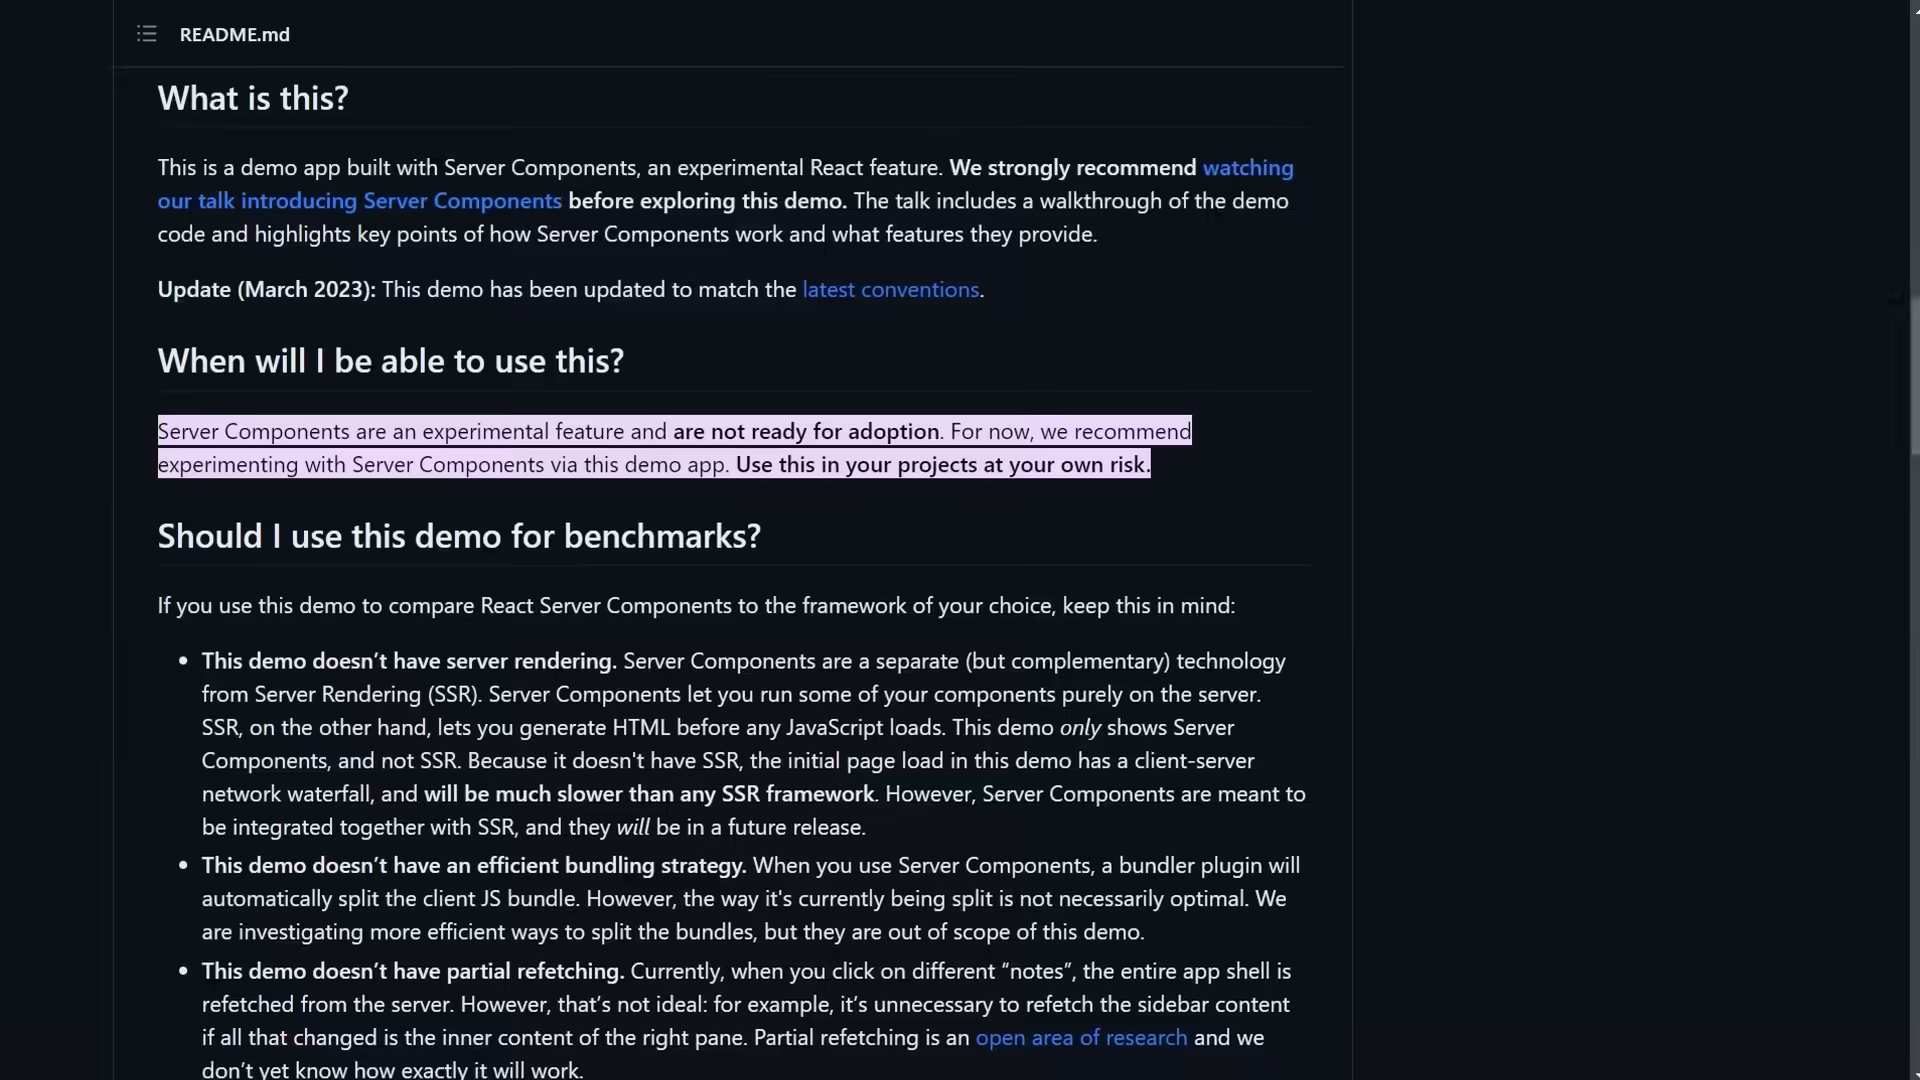 README.md
What is this?
This is a demo app built with Server Components, an experimental React feature. We strongly recommend watching
our talk introducing Server Components before exploring this demo. The talk includes a walkthrough of the demo
code and highlights key points of how Server Components work and what features they provide.
Update (March 2023): This demo has been updated to match the latest conventions.
When will I be able to use this?
Server Components are an experimental feature and are not ready for adoption. For now, we recommend
experimenting with Server Components via this demo app. Use this in your projects at your own risk.
Should I use this demo for benchmarks?
If you use this demo to compare React Server Components to the framework of your choice, keep this in mind:
• This demo doesn’t have server rendering. Server Components are a separate (but complementary) technology
from Server Rendering (SSR). Server Components let you run some of your components purely on the server.
SSR, on the other hand, lets you generate HTML before any JavaScript loads. This demo only shows Server
Components, and not SSR. Because it doesn't have SSR, the initial page load in this demo has a client-server
network waterfall, and will be much slower than any SSR framework. However, Server Components are meant to
be integrated together with SSR, and they will be in a future release.
• This demo doesn’t have an efficient bundling strategy. When you use Server Components, a bundler plugin will
automatically split the client JS bundle. However, the way it's currently being split is not necessarily optimal. We
are investigating more efficient ways to split the bundles, but they are out of scope of this demo.
• This demo doesn’t have partial refetching. Currently, when you click on different “notes”, the entire app shell is
refetched from the server. However, that’s not ideal: for example, it’s unnecessary to refetch the sidebar content
if all that changed is the inner content of the right pane. Partial refetching is an open area of research and we
don’t yet know how exactly it will work.